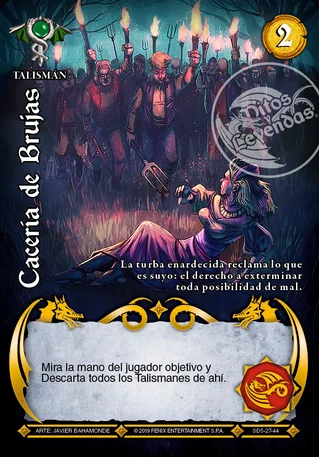 2
TALISMÁN
Mitos
Leyendas
Cacería de Brujas
La turba enardecida reclama lo que
es suyo: el derecho a exterminar
toda posibilidad de mal.
Mira la mano del jugador objetivo y
Descarta todos los Talismanes de ahí.
ARTE: JAVIER BAHAMONDE
© 2019 FENIX ENTERTAINMENT S.P.A.
SD5-27-44